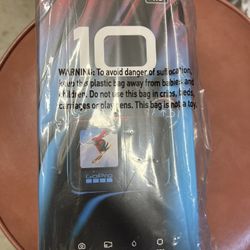 10
WARNING: To avoid danger of suffocation,
keep this plastic bag away from babies and
children. Do not use this bag in cribs, beds,
carriages or playpens. This bag is not a toy.
GoPro